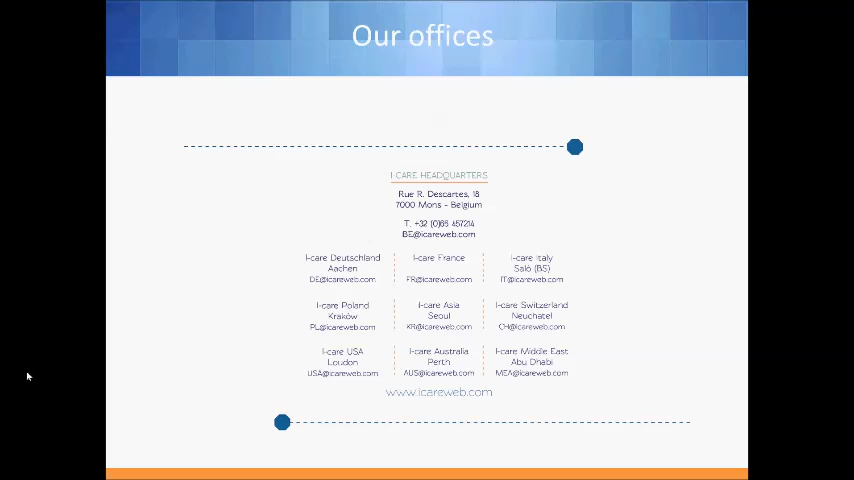 Our offices
I-CARE HEADQUARTERS
Rue R. Descartes, 18
7000 Mons - Belgium
T. +32 (0)65 457214
BE@icareweb.com
I-care Deutschland
Aachen
DE@icareweb.com
I-care France
FR@icareweb.com
I-care Italy
Salò (BS)
IT@icareweb.com
I-care Poland
Kraków
PL@icareweb.com
I-care Asia
Seoul
KR@icareweb.com
I-care Switzerland
Neuchatel
CH@icareweb.com
I-care USA
Loudon
USA@icareweb.com
I-care Australia
Perth
AUS@icareweb.com
I-care Middle East
Abu Dhabi
MEA@icareweb.com
www.icareweb.com